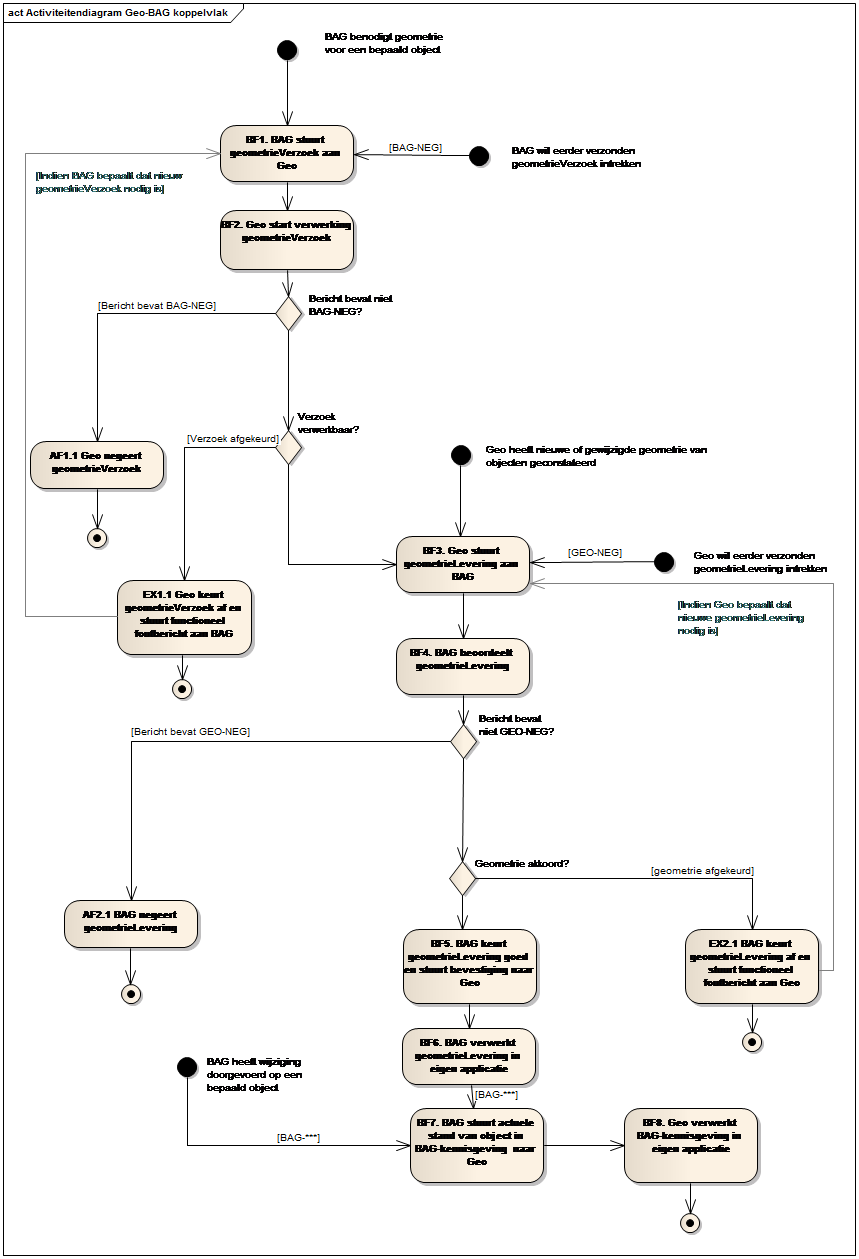 act Activiteitendiagram Geo-BAG koppelvlak
BAG benodigt geometrie
voor een bepaald object
BF1. BAG stuurt
geometrieVerzoek aan
Geo
[BAG-NEG]
BAG wil eerder verzonden
geometrieVerzoek intrekken
[Indien BAG bepaalt dat nieuw
geometrieVerzoek nodig is]
BF2. Geo start verwerking
geometrieVerzoek
[Bericht bevat BAG-NEG]
Bericht bevat niet
BAG-NEG?
Verzoek
verwerkbaar?
[Verzoek afgekeurd]
AF1.1 Geo negeert
geometrieVerzoek
Geo heeft nieuwe of gewijzigde geometrie van
objecten geconstateerd
BF3. Geo stuurt
geometrieLevering aan
BAG
[GEO-NEG]
Geo wil eerder verzonden
geometrieLevering intrekken
EX1.1 Geo keurt
geometrieVerzoek af en
stuurt functioneel
foutbericht aan BAG
[Indien Geo bepaalt dat
nieuwe geometrieLevering
nodig is]
BF4. BAG beoordeelt
geometrieLevering
[Bericht bevat GEO-NEG]
Bericht bevat
niet GEO-NEG?
Geometrie akkoord?
[geometrie afgekeurd]
AF2.1 BAG negeert
geometrieLevering
BF5. BAG keurt
geometrieLevering goed
en stuurt bevestiging naar
Geo
EX2.1 BAG keurt
geometrieLevering af en
stuurt functioneel
foutbericht aan Geo
BF6. BAG verwerkt
geometrieLevering in
eigen applicatie
BAG heeft wijziging
doorgevoerd op een
bepaald object
[BAG-***]
[BAG-***]
BF7. BAG stuurt actuele
stand van object in
BAG-kennisgeving naar
Geo
BF8. Geo verwerkt
BAG-kennisgeving in
eigen applicatie